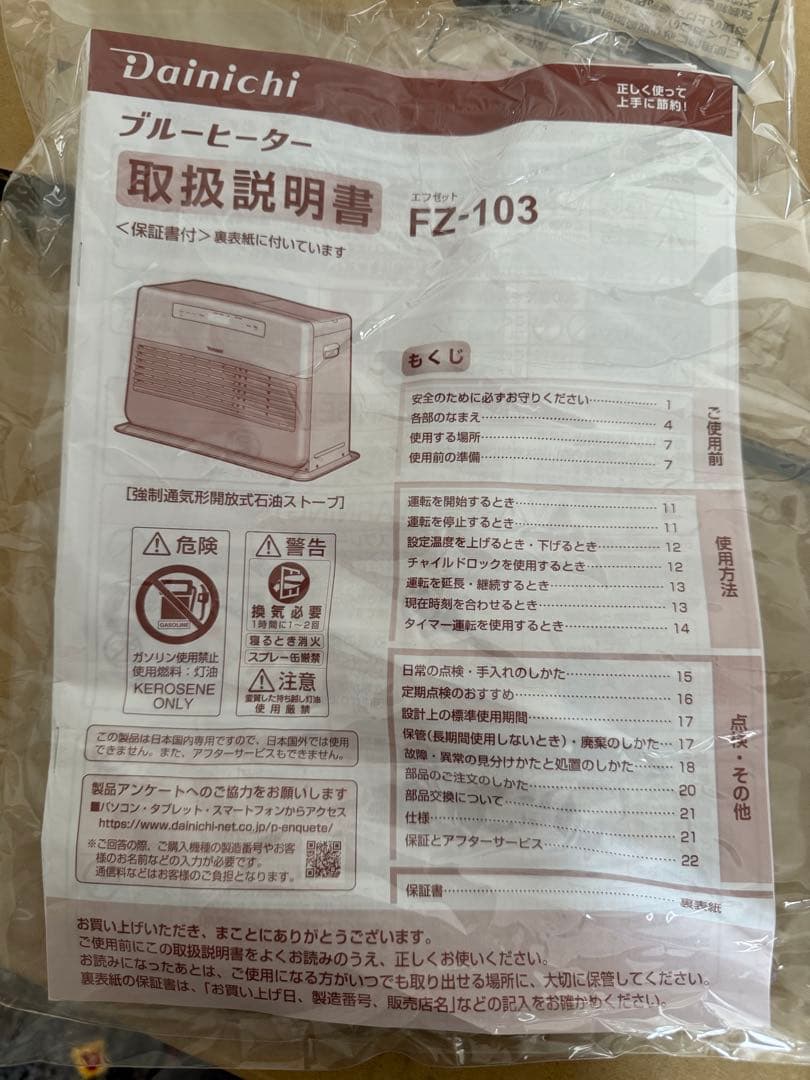 Dainichi
正しく使って
上手に節約!
ブルーヒーター
取扱説明書
エフゼット
FZ-103
<保証書付>裏表紙に付いています
[強制通気形開放式石油ストーブ]
危険
GASOLINE
ガソリン使用禁止
使用燃料:灯油
KEROSENE
ONLY
警告
換気必要
1時間に1~2回
寝るとき消火
スプレー缶厳禁
注意
変質した持ち越し灯油
使用厳禁
この製品は日本国内専用ですので、日本国外では使用
できません。また、アフターサービスもできません。
製品アンケートへのご協力をお願いします
■パソコン・タブレット・スマートフォンからアクセス
https://www.dainichi-net.co.jp/p-enquete/
※ご回答の際、ご購入機種の製造番号やお客
様のお名前などの入力が必要です。
通信料などはお客様のご負担となります。
もくじ
ご使用前
安全のために必ずお守りください……………1
各部のなまえ……………4
使用する場所……………7
使用前の準備……………7
使用方法
運転を開始するとき……………11
運転を停止するとき……………11
設定温度を上げるとき・下げるとき……………12
チャイルドロックを使用するとき……………12
運転を延長・継続するとき……………13
現在時刻を合わせるとき……………13
タイマー運転を使用するとき……………14
点検・その他
日常の点検・手入れのしかた……………15
定期点検のおすすめ……………16
設計上の標準使用期間……………17
保管(長期間使用しないとき)・廃棄のしかた…17
故障・異常の見分けかたと処置のしかた……18
部品のご注文のしかた……………20
部品交換について……………21
仕様……………21
保証とアフターサービス……………22
保証書……………裏表紙
お買い上げいただき、まことにありがとうございます。
ご使用前にこの取扱説明書をよくお読みのうえ、正しくお使いください。
お読みになったあとは、ご使用になる方がいつでも取り出せる場所に、大切に保管してください。
裏表紙の保証書は、「お買い上げ日、製造番号、販売店名」などの記入をお確かめください。